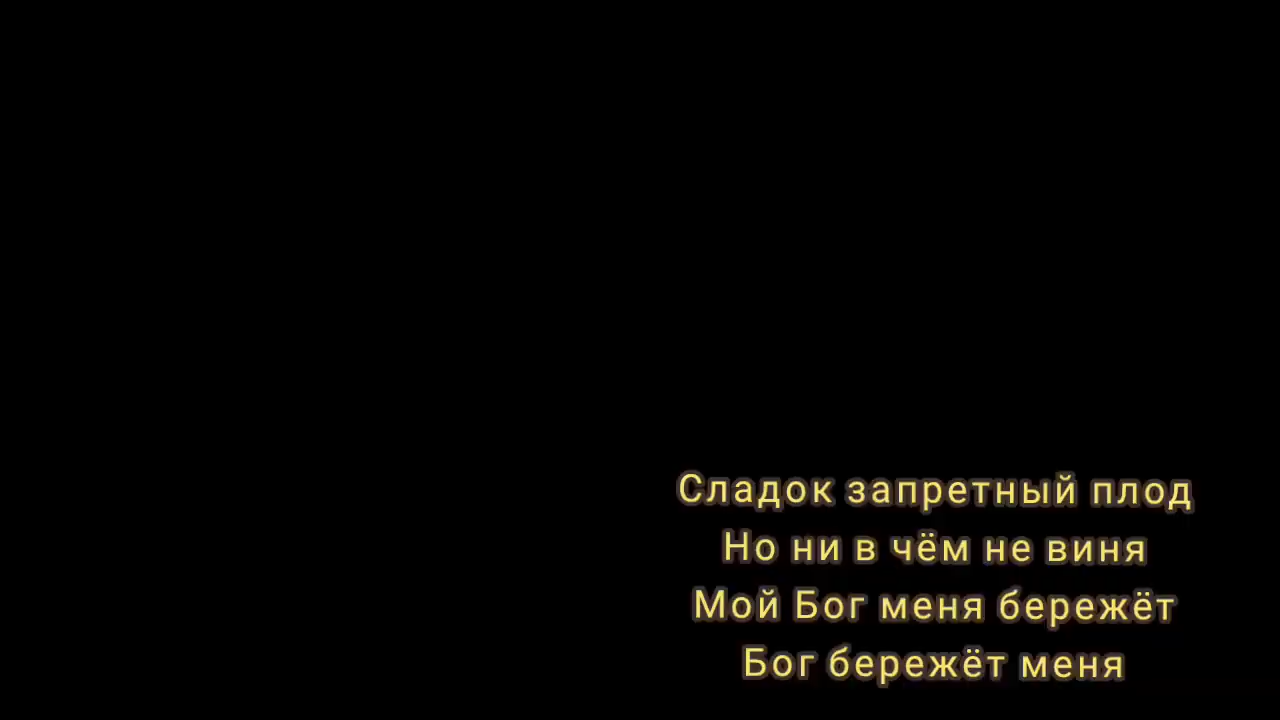 Сладок запретный плод
Но ни в чём не виня
Мой Бог меня бережёт
Бог бережёт меня